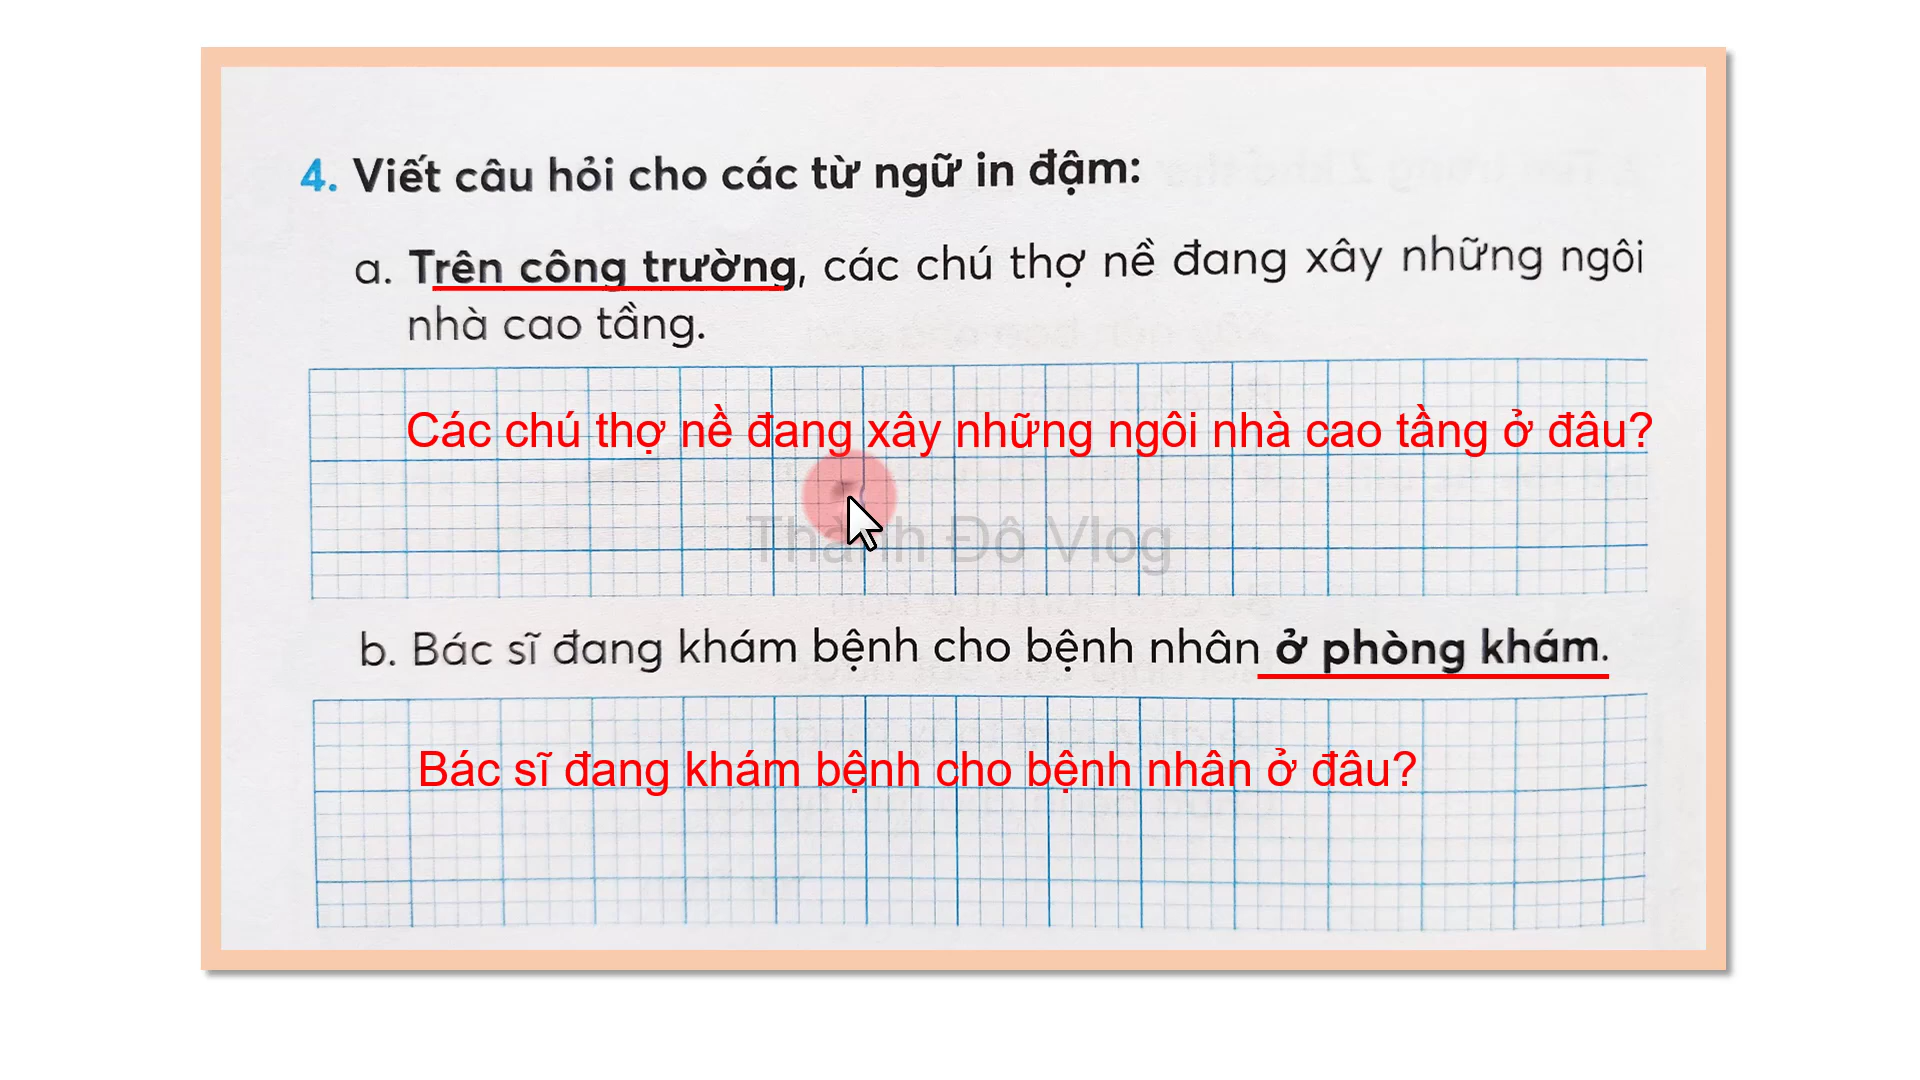 4. Viết câu hỏi cho các từ ngữ in đậm:
a. Trên công trường, các chú thợ nề đang xây những ngôi
nhà cao tầng.
Các chú thợ nề đang xây những ngôi nhà cao tầng ở đâu?
Thành Đô Vlog
b. Bác sĩ đang khám bệnh cho bệnh nhân ở phòng khám.
Bác sĩ đang khám bệnh cho bệnh nhân ở đâu?